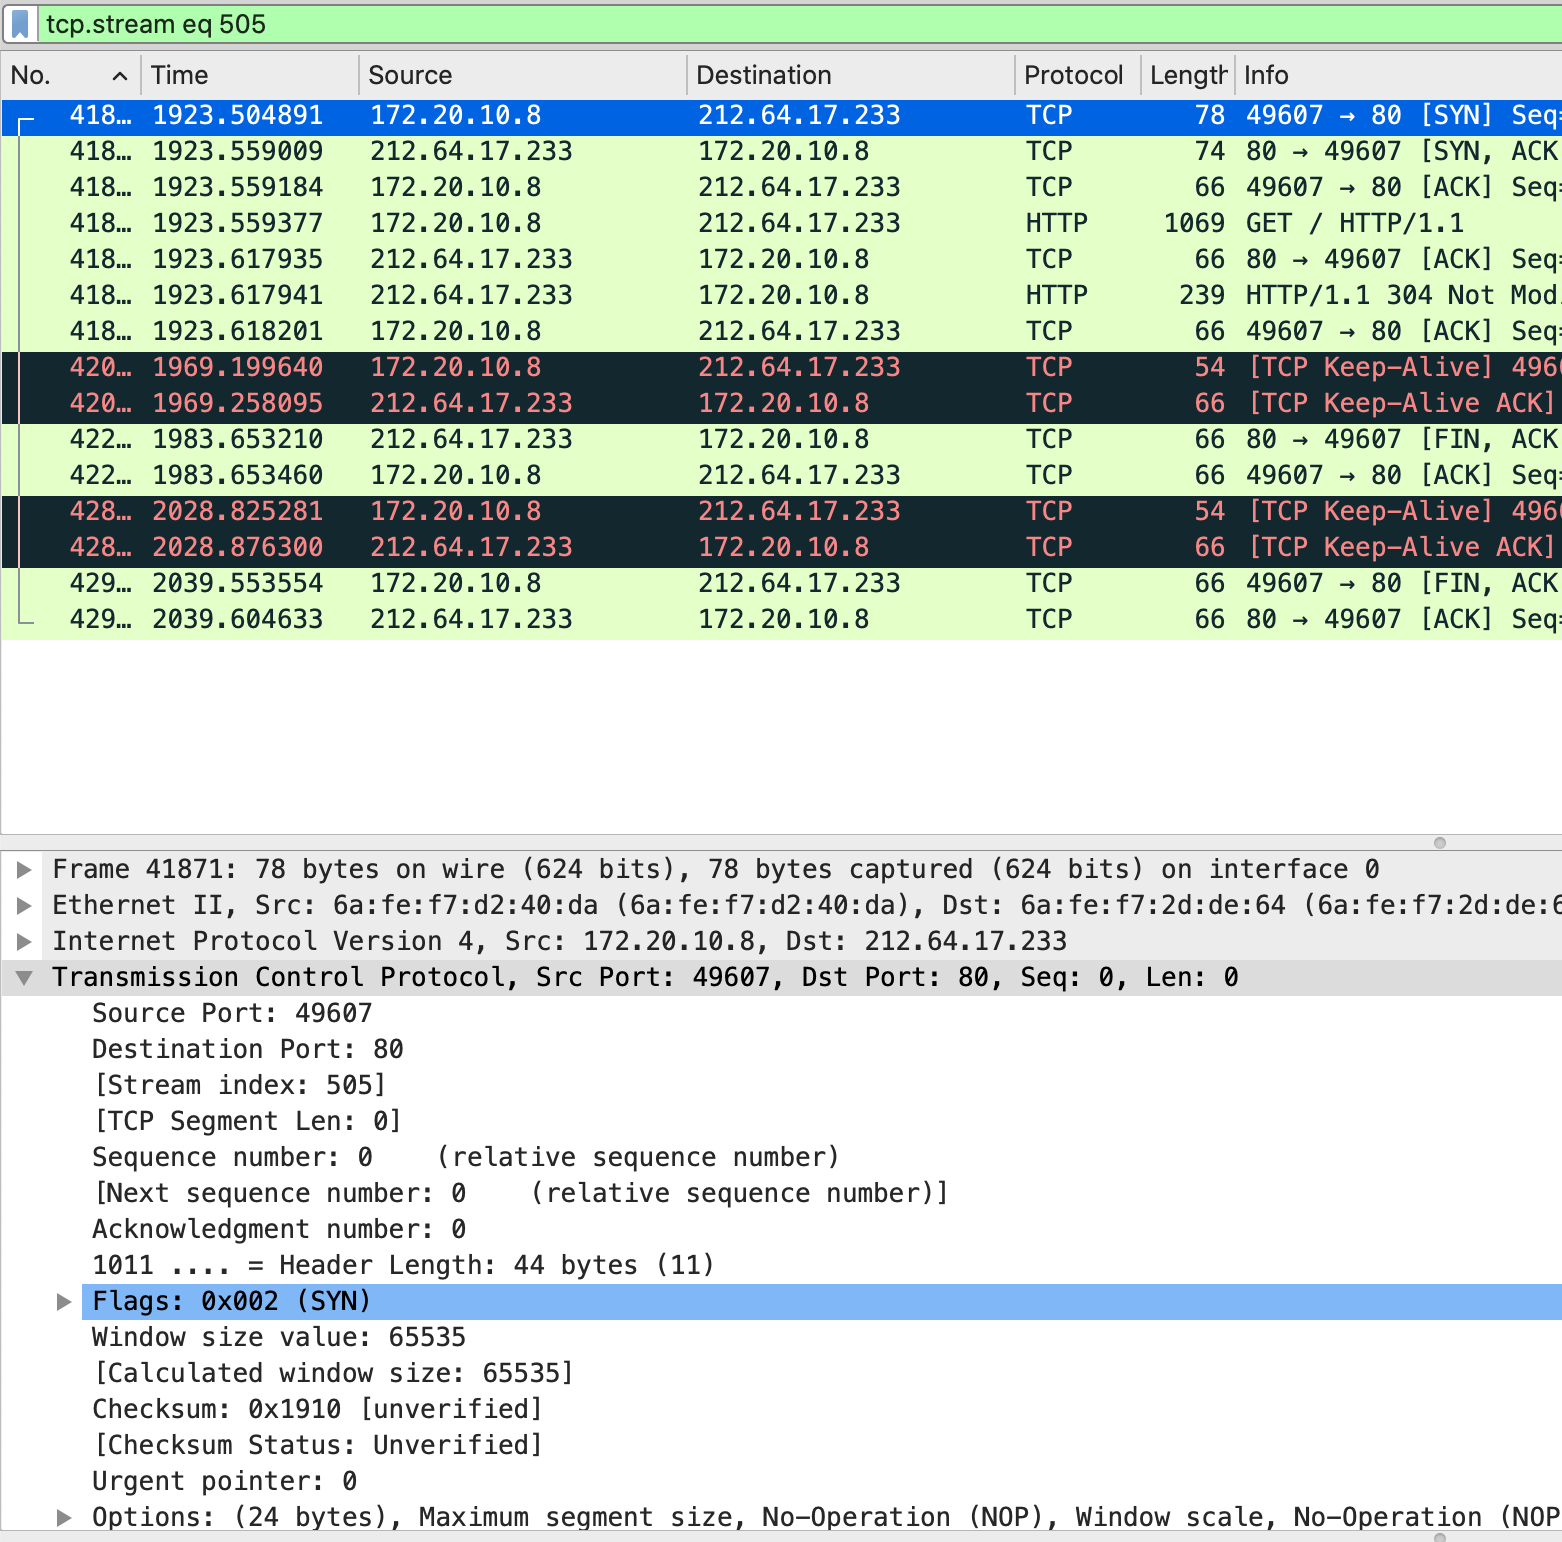 tcp.stream eq 505
No. Time Source Destination Protocol Length Info
418… 1923.504891 172.20.10.8 212.64.17.233 TCP 78 49607 → 80 [SYN] Seq=
418… 1923.559009 212.64.17.233 172.20.10.8 TCP 74 80 → 49607 [SYN, ACK
418… 1923.559184 172.20.10.8 212.64.17.233 TCP 66 49607 → 80 [ACK] Seq=
418… 1923.559377 172.20.10.8 212.64.17.233 HTTP 1069 GET / HTTP/1.1
418… 1923.617935 212.64.17.233 172.20.10.8 TCP 66 80 → 49607 [ACK] Seq=
418… 1923.617941 212.64.17.233 172.20.10.8 HTTP 239 HTTP/1.1 304 Not Mod
418… 1923.618201 172.20.10.8 212.64.17.233 TCP 66 49607 → 80 [ACK] Seq=
420… 1969.199640 172.20.10.8 212.64.17.233 TCP 54 [TCP Keep-Alive] 496
420… 1969.258095 212.64.17.233 172.20.10.8 TCP 66 [TCP Keep-Alive ACK]
422… 1983.653210 212.64.17.233 172.20.10.8 TCP 66 80 → 49607 [FIN, ACK
422… 1983.653460 172.20.10.8 212.64.17.233 TCP 66 49607 → 80 [ACK] Seq=
428… 2028.825281 172.20.10.8 212.64.17.233 TCP 54 [TCP Keep-Alive] 496
428… 2028.876300 212.64.17.233 172.20.10.8 TCP 66 [TCP Keep-Alive ACK]
429… 2039.553554 172.20.10.8 212.64.17.233 TCP 66 49607 → 80 [FIN, ACK
429… 2039.604633 212.64.17.233 172.20.10.8 TCP 66 80 → 49607 [ACK] Seq=
Frame 41871: 78 bytes on wire (624 bits), 78 bytes captured (624 bits) on interface 0
Ethernet II, Src: 6a:fe:f7:d2:40:da (6a:fe:f7:d2:40:da), Dst: 6a:fe:f7:2d:de:64 (6a:fe:f7:2d:de:6
Internet Protocol Version 4, Src: 172.20.10.8, Dst: 212.64.17.233
Transmission Control Protocol, Src Port: 49607, Dst Port: 80, Seq: 0, Len: 0
Source Port: 49607
Destination Port: 80
[Stream index: 505]
[TCP Segment Len: 0]
Sequence number: 0    (relative sequence number)
[Next sequence number: 0    (relative sequence number)]
Acknowledgment number: 0
1011 .... = Header Length: 44 bytes (11)
Flags: 0x002 (SYN)
Window size value: 65535
[Calculated window size: 65535]
Checksum: 0x1910 [unverified]
[Checksum Status: Unverified]
Urgent pointer: 0
Options: (24 bytes), Maximum segment size, No-Operation (NOP), Window scale, No-Operation (NOP